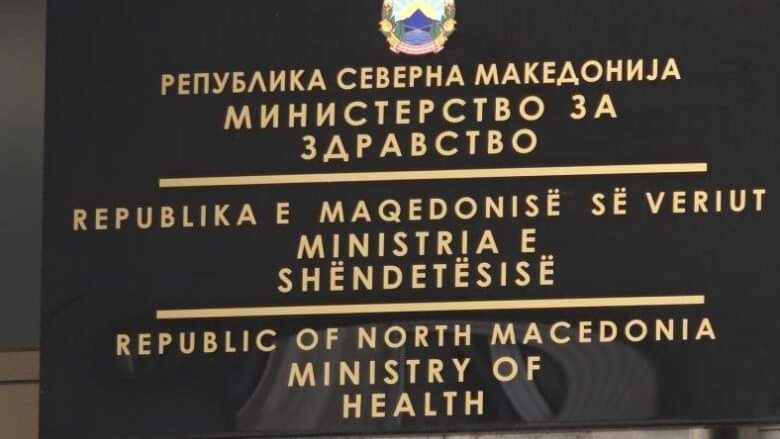 РЕПУБЛИКА СЕВЕРНА МАКЕДОНИЈА
МИНИСТЕРСТВО ЗА
ЗДРАВСТВО
REPUBLIKA E MAQEDONISË SË VERIUT
MINISTRIA E
SHËNDETËSISË
REPUBLIC OF NORTH MACEDONIA
MINISTRY OF
HEALTH